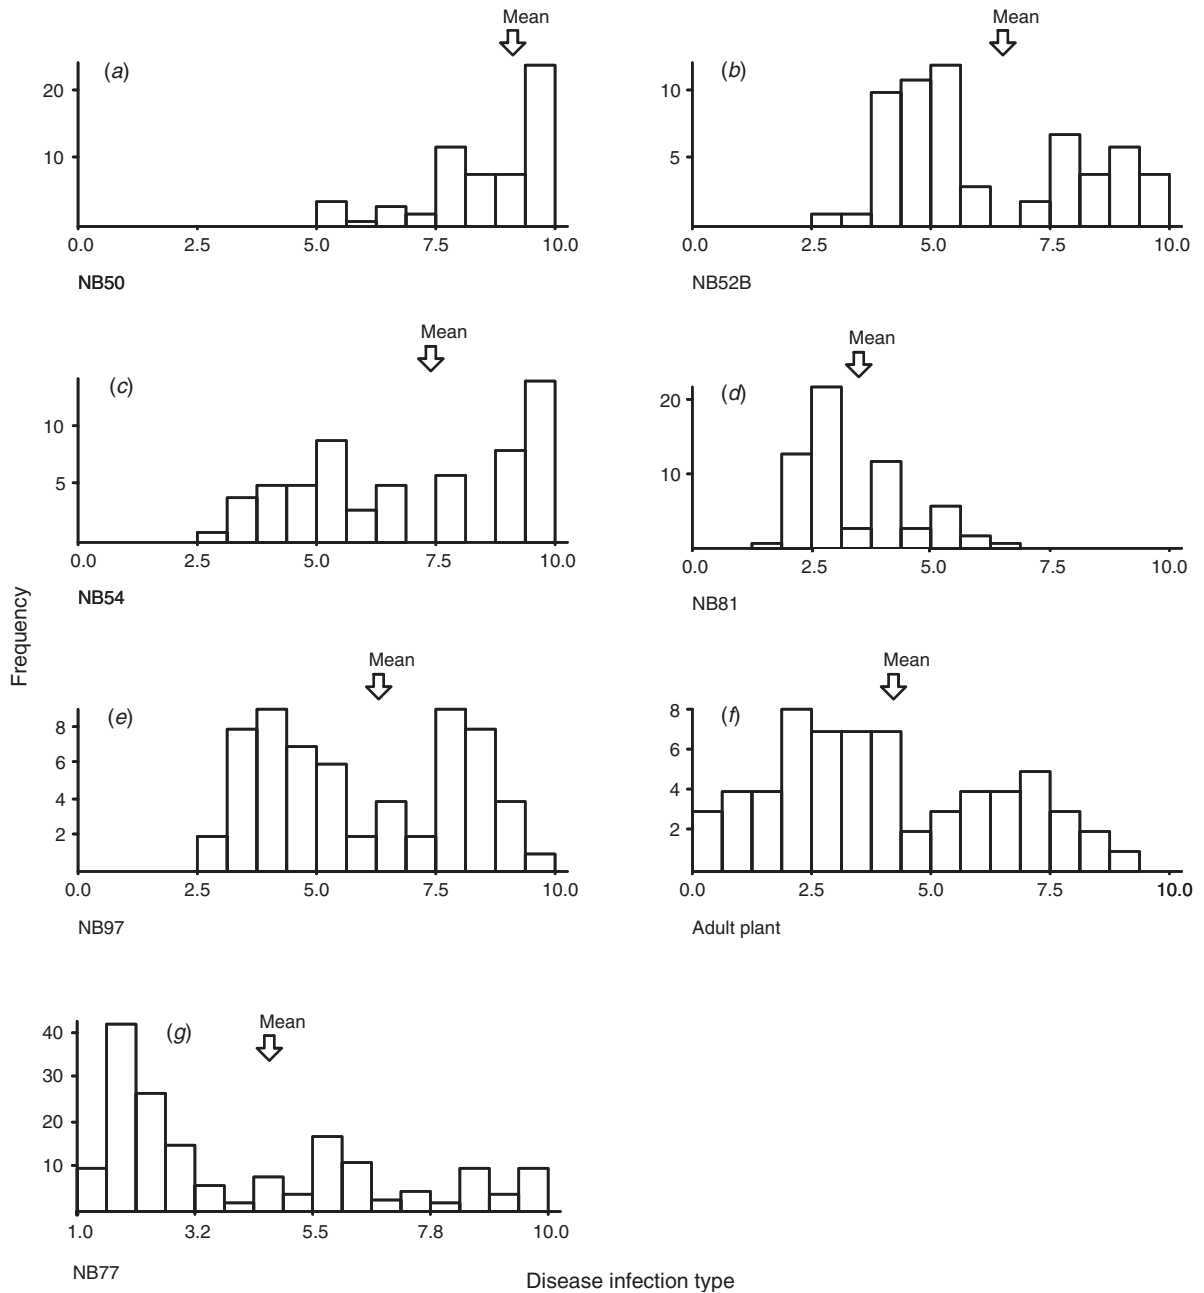 Mean
(a)
20
10
0.0 2.5 5.0 7.5 10.0
NB50
Mean
(b)
10
5
0.0 2.5 5.0 7.5 10.0
NB52B
Mean
(c)
10
5
0.0 2.5 5.0 7.5 10.0
NB54
Mean
(d)
20
10
0.0 2.5 5.0 7.5 10.0
NB81
Frequency
Mean
(e)
8
6
4
2
0.0 2.5 5.0 7.5 10.0
NB97
Mean
(f)
8
6
4
2
0.0 2.5 5.0 7.5 10.0
Adult plant
Mean
(g)
40
30
20
10
1.0 3.2 5.5 7.8 10.0
NB77
Disease infection type